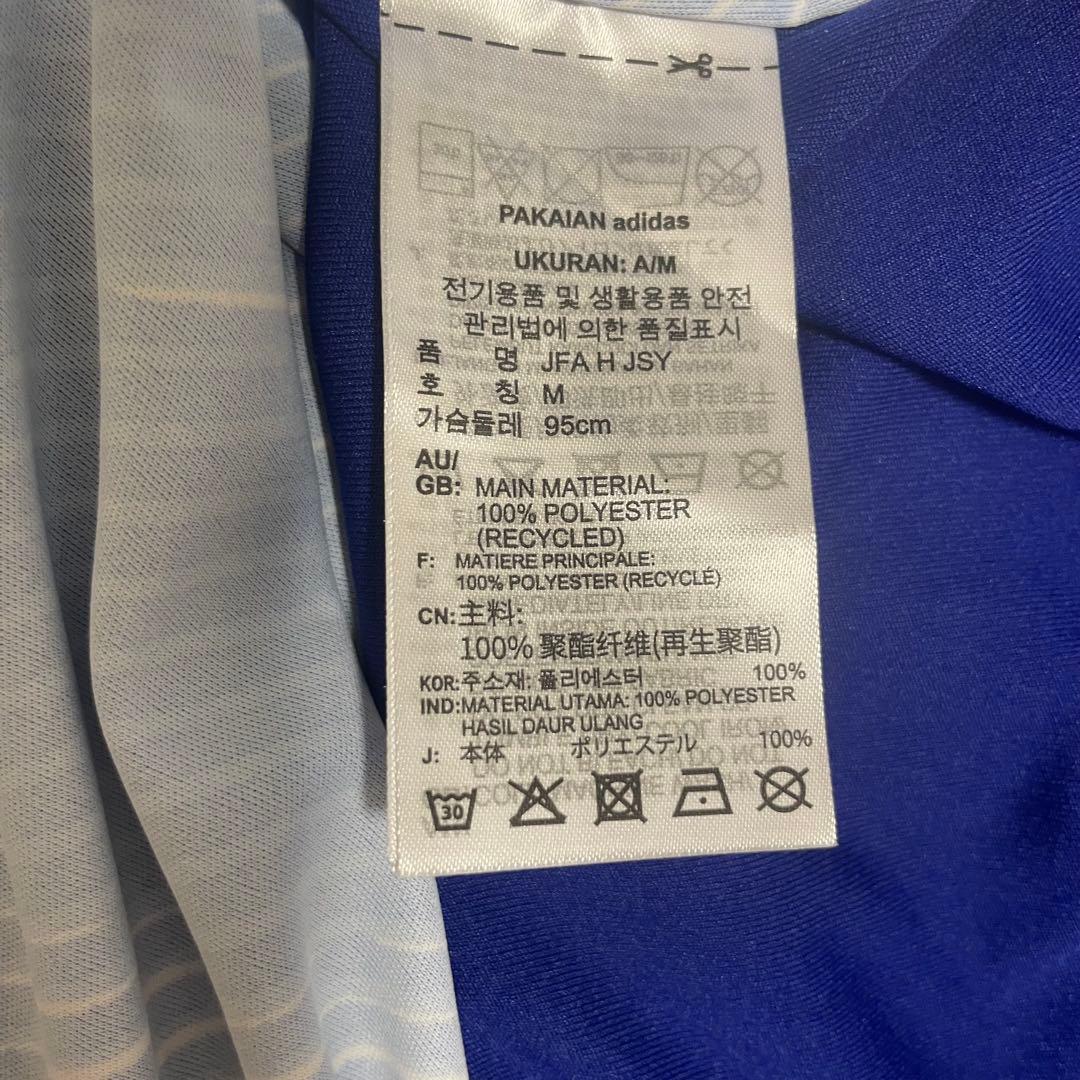 PAKAIAN adidas
UKURAN: A/M
전기용품 및 생활용품 안전
관리법에 의한 품질표시
품 명 JFA H JSY
호 칭 M
가슴둘레 95cm
AU/
GB: MAIN MATERIAL:
100% POLYESTER
(RECYCLED)
F: MATIERE PRINCIPALE:
100% POLYESTER (RECYCLÉ)
CN: 主料:
100% 聚酯纤维(再生聚酯)
KOR: 주소재: 폴리에스터 100%
IND: MATERIAL UTAMA: 100% POLYESTER
HASIL DAUR ULANG
J: 本体 ポリエステル 100%
30